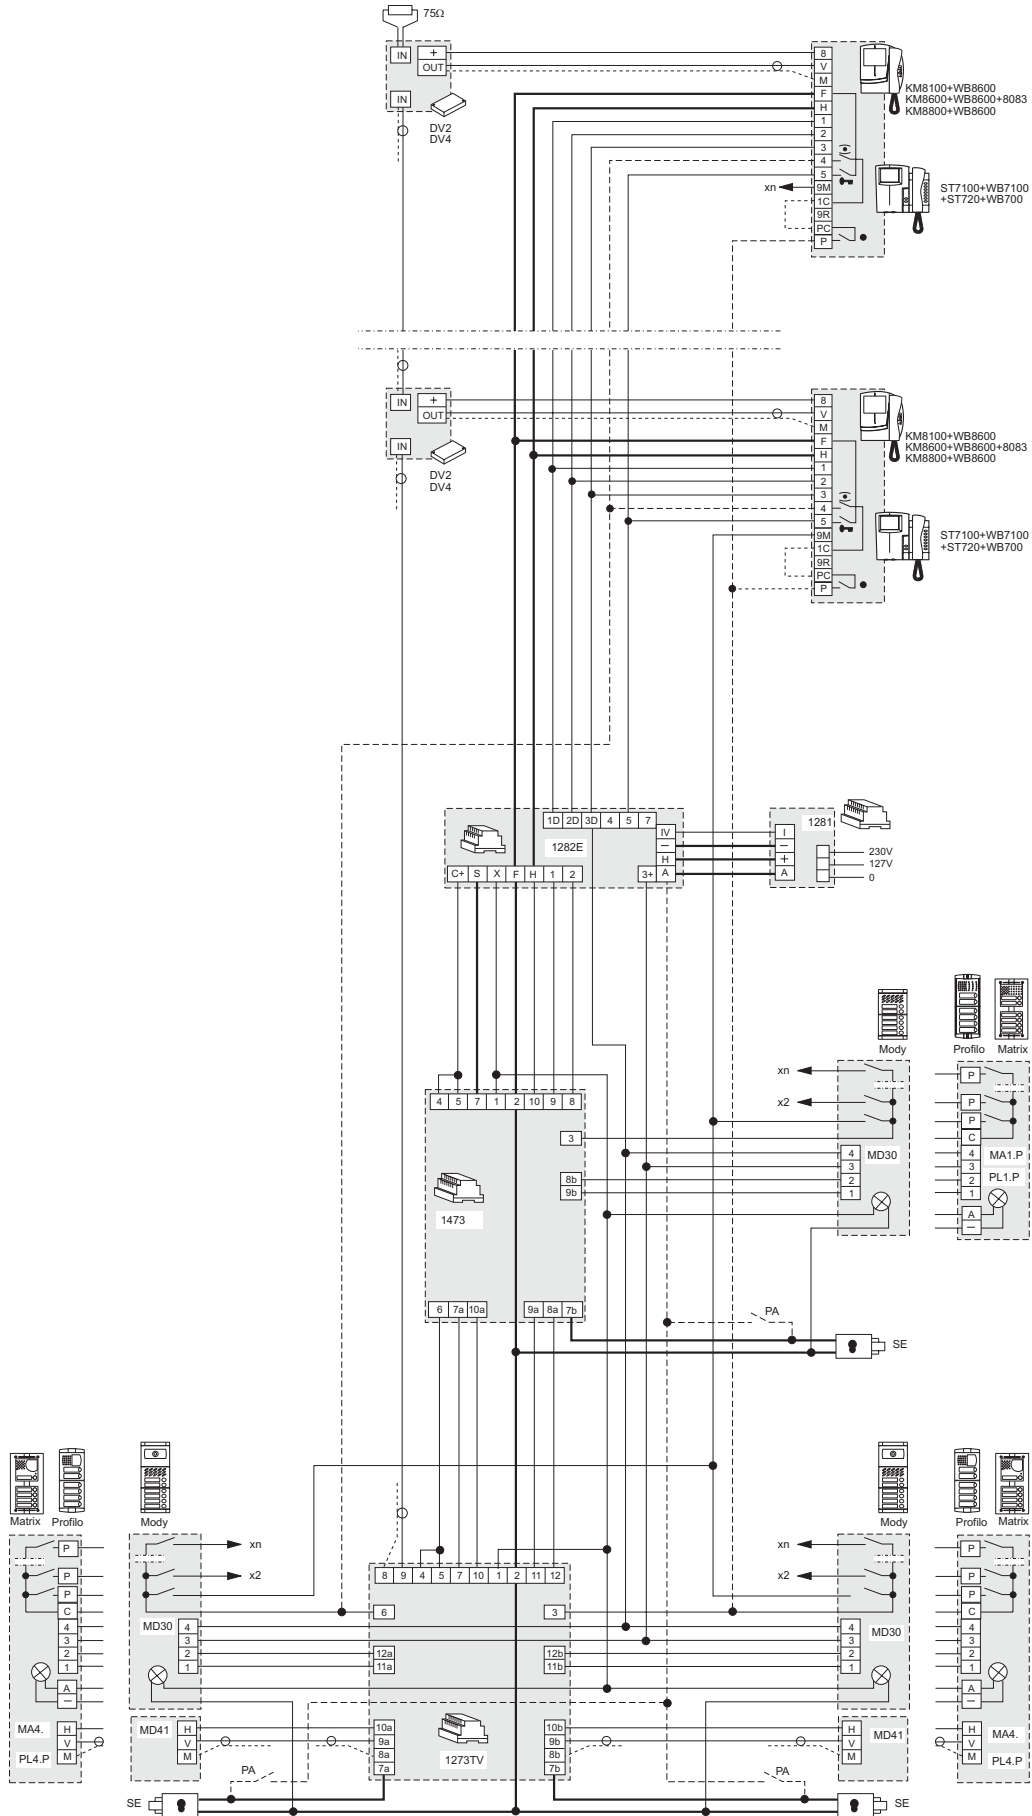 75Ω
IN
+
OUT
IN
DV2
DV4
8
V
M
F
H
1
2
3
4
5
9M
1C
9R
PC
P
xn
KM8100+WB8600
KM8600+WB8600+8083
KM8800+WB8600
ST7100+WB7100
+ST720+WB700
IN
+
OUT
IN
DV2
DV4
8
V
M
F
H
1
2
3
4
5
9M
1C
9R
PC
P
KM8100+WB8600
KM8600+WB8600+8083
KM8800+WB8600
ST7100+WB7100
+ST720+WB700
1D 2D 3D 4 5 7
1282E
IV
–
H
A
C+ S X F H 1 2
3+
1281
I
–
+
A
230V
127V
0
Mody
Profilo Matrix
xn
x2
MD30
4
3
2
1
P
P
P
C
4
3
2
1
A
–
MA1.P
PL1.P
4 5 7 1 2 10 9 8
3
8b
9b
1473
6 7a 10a
9a 8a 7b
PA
SE
Matrix Profilo
Mody
P
P
P
C
4
3
2
1
A
–
H
V
M
MA4.
PL4.P
xn
x2
MD30
4
3
2
1
MD41
H
V
M
8 9 4 5 7 10 1 2 11 12
6
3
12a
11a
12b
11b
10a
9a
8a
7a
1273TV
10b
9b
8b
7b
PA
SE
PA
SE
Mody
Profilo Matrix
xn
x2
MD30
4
3
2
1
MD41
H
V
M
P
P
P
C
4
3
2
1
A
–
H
V
M
MA4.
PL4.P